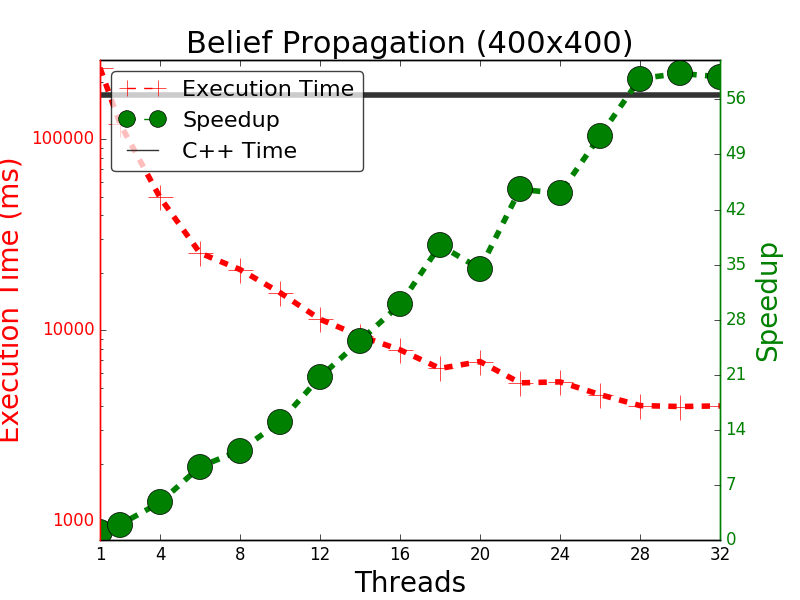 Belief Propagation (400x400)
Execution Time
Speedup
C++ Time
Execution Time (ms)
100000
10000
1000
56
49
42
35
28
21
14
7
0
Speedup
1 4 8 12 16 20 24 28 32
Threads